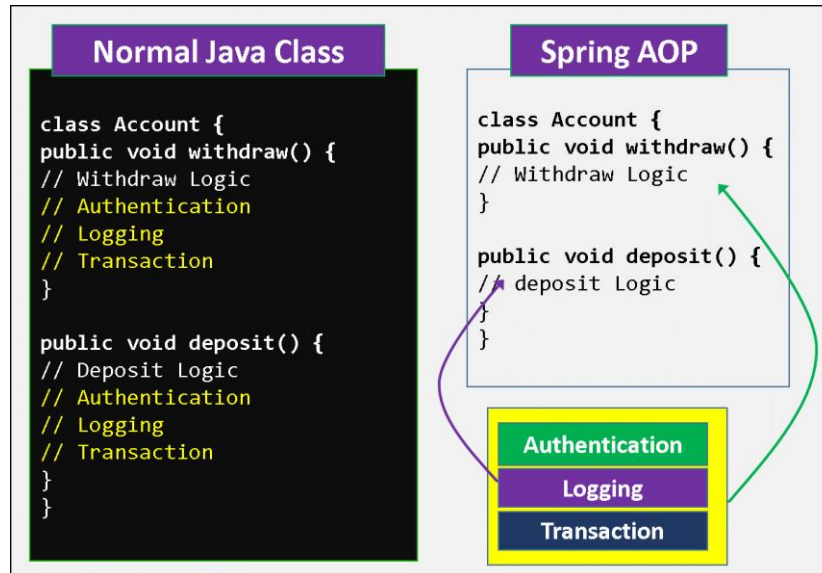 Normal Java Class
class Account {
public void withdraw() {
// Withdraw Logic
// Authentication
// Logging
// Transaction
}
public void deposit() {
// Deposit Logic
// Authentication
// Logging
// Transaction
}
}
Spring AOP
class Account {
public void withdraw() {
// Withdraw Logic
}
public void deposit() {
// deposit Logic
}
}
Authentication
Logging
Transaction